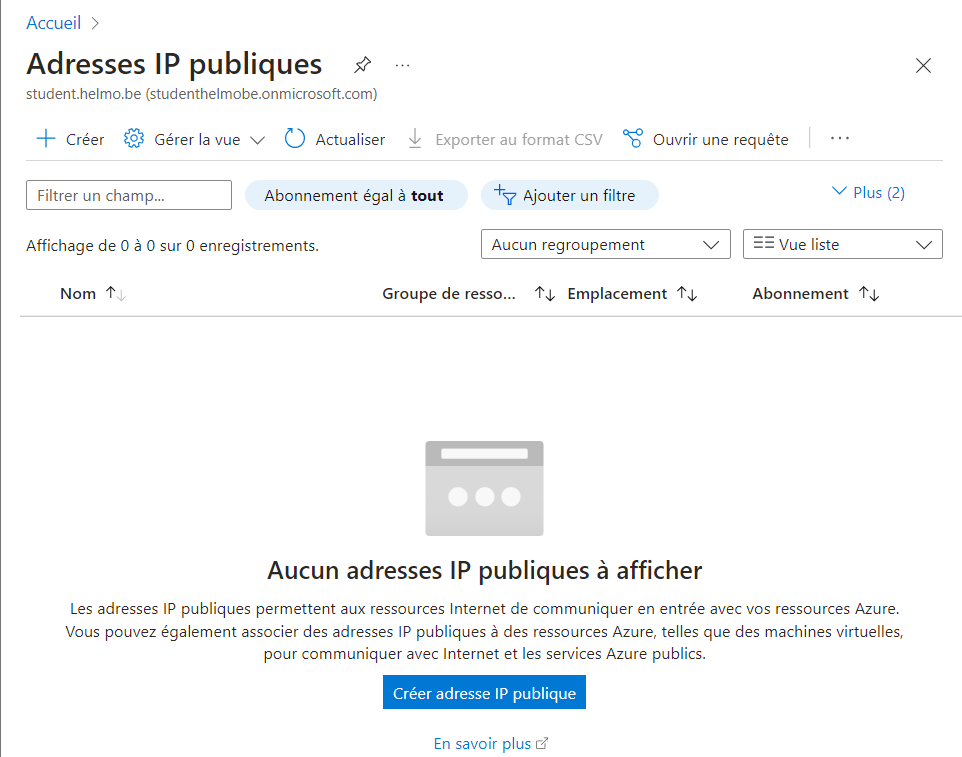 Accueil
Adresses IP publiques
student.helmo.be (studenthelmobe.onmicrosoft.com)
Créer Gérer la vue Actualiser Exporter au format CSV Ouvrir une requête
Filtrer un champ... Abonnement égal à tout Ajouter un filtre Plus (2)
Affichage de 0 à 0 sur 0 enregistrements. Aucun regroupement Vue liste
Nom Groupe de resso... Emplacement Abonnement
Aucun adresses IP publiques à afficher
Les adresses IP publiques permettent aux ressources Internet de communiquer en entrée avec vos ressources Azure.
Vous pouvez également associer des adresses IP publiques à des ressources Azure, telles que des machines virtuelles,
pour communiquer avec Internet et les services Azure publics.
Créer adresse IP publique
En savoir plus